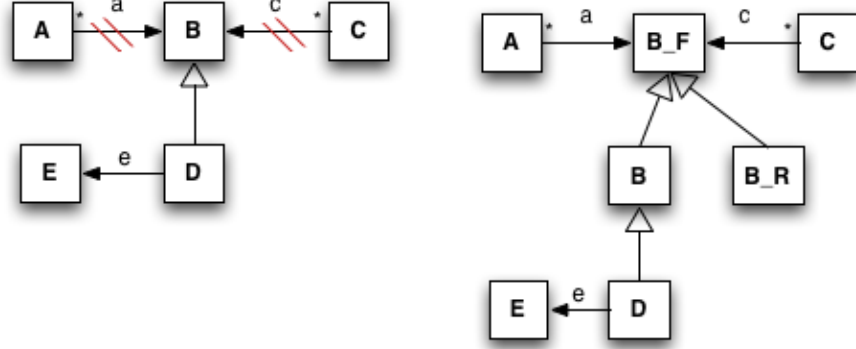 a c
A * B * C
E e D
a c
A * B_F * C
B B_R
E e D